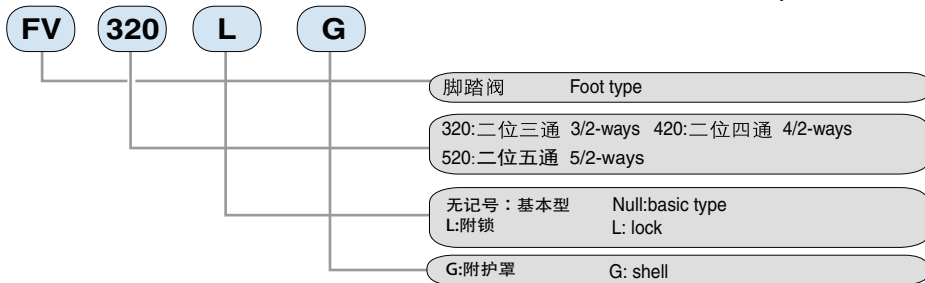 FV 320 L G
脚踏阀 Foot type
320:二位三通 3/2-ways 420:二位四通 4/2-ways
520:二位五通 5/2-ways
无记号：基本型 Null:basic type
L:附锁 L: lock
G:附护罩 G: shell